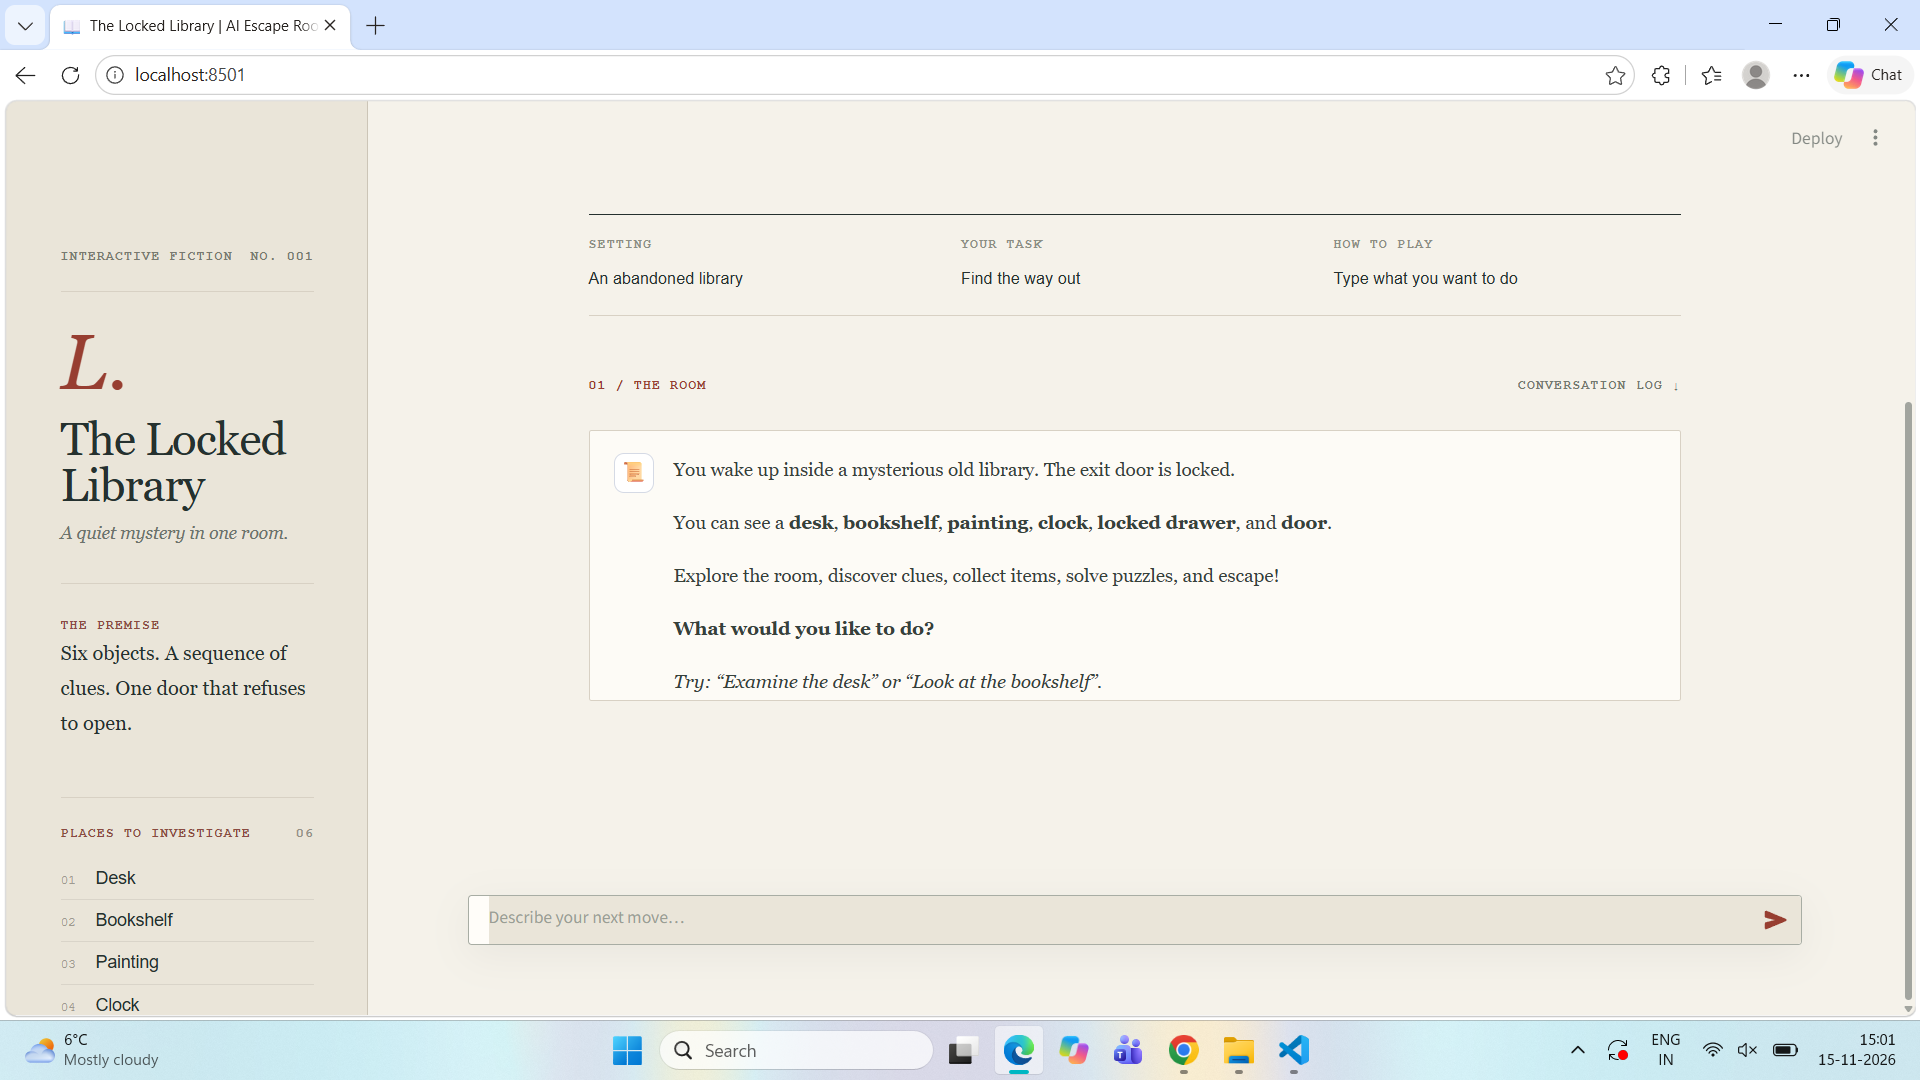 The Locked Library | AI Escape Roo
localhost:8501
Chat
Deploy
INTERACTIVE FICTION NO. 001
L.
The Locked
Library
A quiet mystery in one room.
THE PREMISE
Six objects. A sequence of
clues. One door that refuses
to open.
PLACES TO INVESTIGATE 06
01 Desk
02 Bookshelf
03 Painting
04 Clock
SETTING
An abandoned library
YOUR TASK
Find the way out
HOW TO PLAY
Type what you want to do
01 / THE ROOM
CONVERSATION LOG ↓
You wake up inside a mysterious old library. The exit door is locked.
You can see a desk, bookshelf, painting, clock, locked drawer, and door.
Explore the room, discover clues, collect items, solve puzzles, and escape!
What would you like to do?
Try: “Examine the desk” or “Look at the bookshelf”.
Describe your next move…
6°C
Mostly cloudy
Search
ENG
IN
15:01
15-11-2026